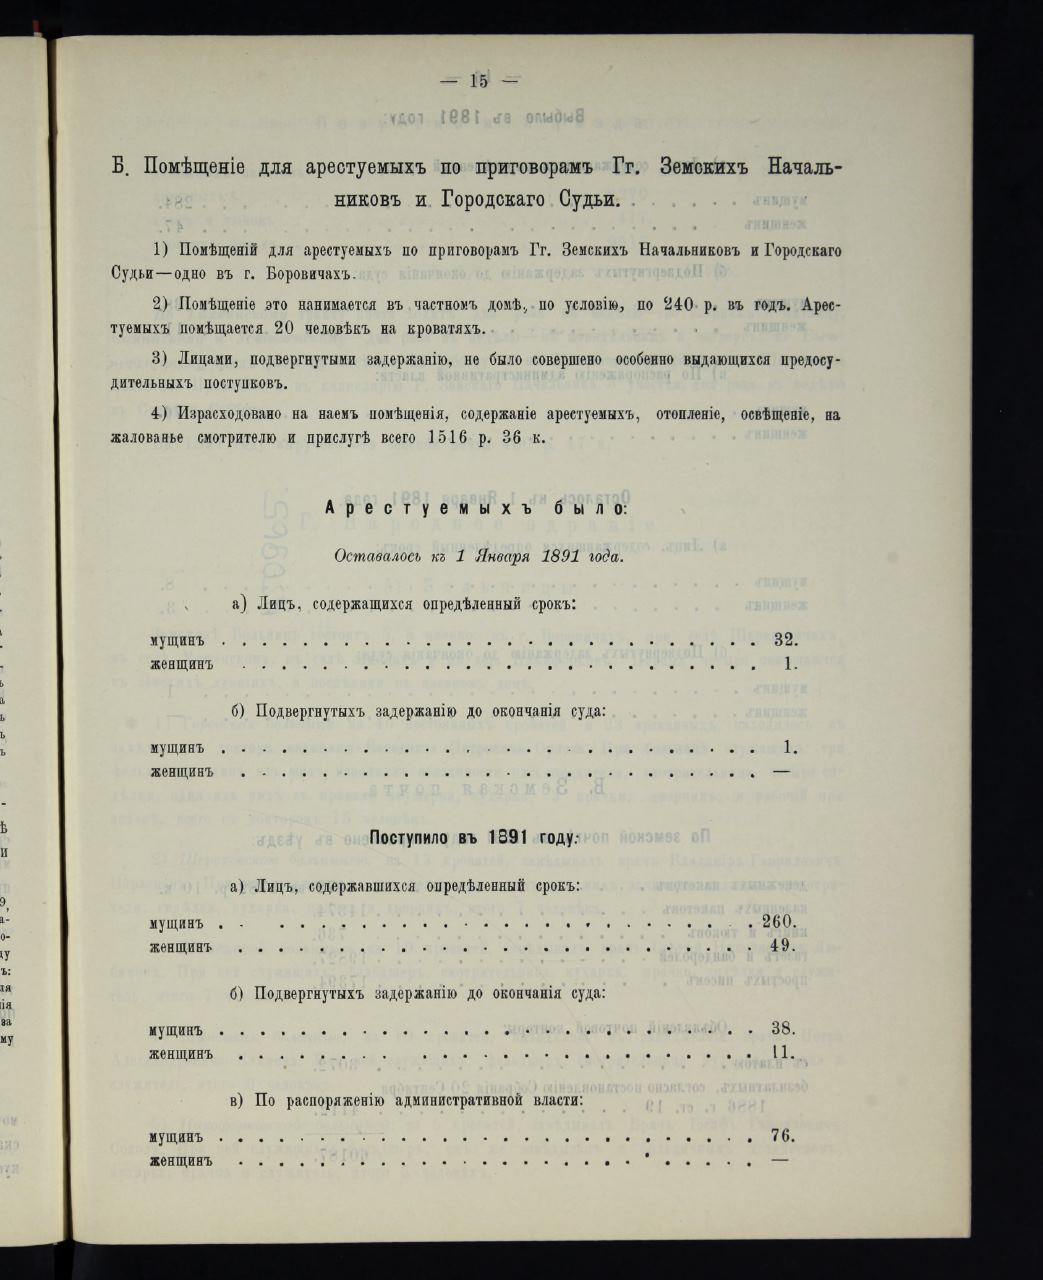 — 15 —
Б. Помѣщеніе для арестуемыхъ по приговорамъ Гг. Земскихъ Началь-
никовъ и Городскаго Судьи.
1) Помѣщеній для арестуемыхъ по приговорамъ Гг. Земскихъ Начальниковъ и Городскаго
Судьи—одно въ г. Боровичахъ.
2) Помѣщеніе это нанимается въ частномъ домѣ, по условію, по 240 р. въ годъ. Арес-
туемыхъ помѣщается 20 человѣкъ на кроватяхъ.
3) Лицами, подвергнутыми задержанію, не было совершено особенно выдающихся предосу-
дительныхъ поступковъ.
4) Израсходовано на наемъ помѣщенія, содержаніе арестуемыхъ, отопленіе, освѣщеніе, на
жалованье смотрителю и прислугѣ всего 1516 р. 36 к.
Арестуемыхъ было:
Оставалось къ 1 Января 1891 года.
а) Лицъ, содержащихся опредѣленный срокъ:
мущинъ . . . . . . . . . . . . . . . . . . . . 32.
женщинъ . . . . . . . . . . . . . . . . . . . . 1.
б) Подвергнутыхъ задержанію до окончанія суда:
мущинъ . . . . . . . . . . . . . . . . . . . . 1.
женщинъ . . . . . . . . . . . . . . . . . . . . —
Поступило въ 1891 году:
а) Лицъ, содержавшихся опредѣленный срокъ:
мущинъ . . . . . . . . . . . . . . . . . . . . 260.
женщинъ . . . . . . . . . . . . . . . . . . . . 49.
б) Подвергнутыхъ задержанію до окончанія суда:
мущинъ . . . . . . . . . . . . . . . . . . . . 38.
женщинъ . . . . . . . . . . . . . . . . . . . . 11.
в) По распоряженію административной власти:
мущинъ . . . . . . . . . . . . . . . . . . . . 76.
женщинъ . . . . . . . . . . . . . . . . . . . . —